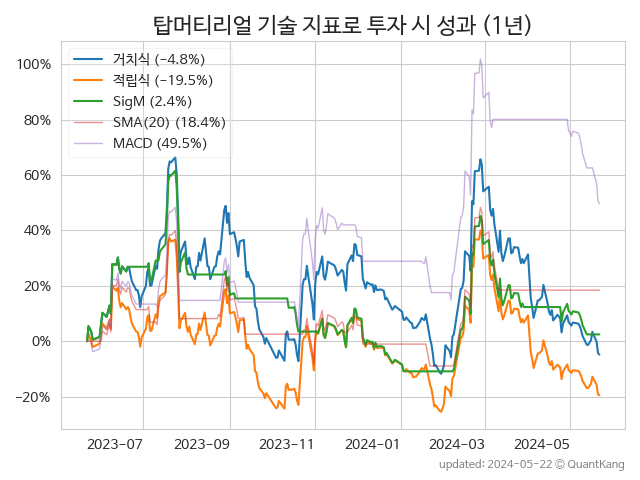 탑머티리얼 기술 지표로 투자 시 성과 (1년)
100%
80%
60%
40%
20%
0%
−20%
거치식 (−4.8%)
적립식 (−19.5%)
SigM (2.4%)
SMA(20) (18.4%)
MACD (49.5%)
2023-07
2023-09
2023-11
2024-01
2024-03
2024-05
updated: 2024-05-22 © QuantKang